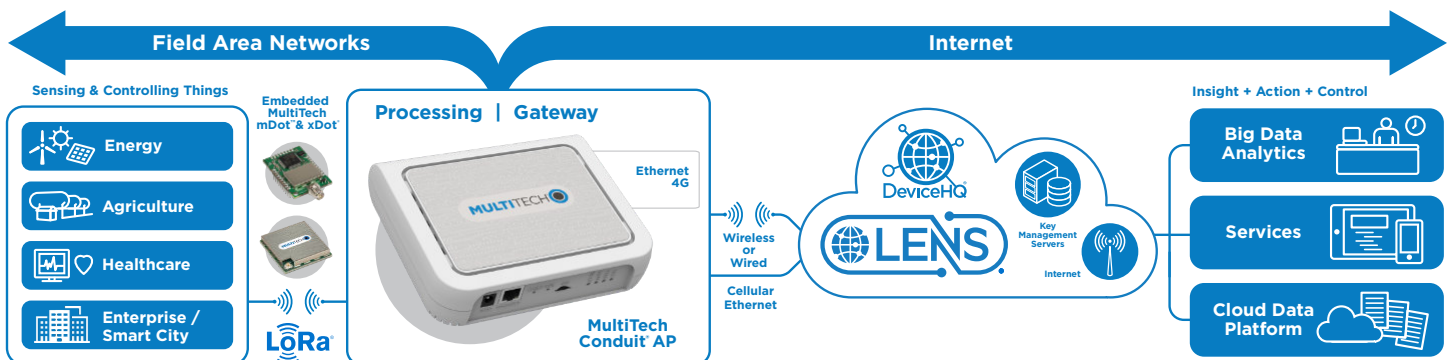 Field Area Networks
Internet
Sensing & Controlling Things
Energy
Agriculture
Healthcare
Enterprise /
Smart City
Embedded
MultiTech
mDot™ & xDot®
MULTITECH
LoRa®
Processing | Gateway
MULTITECH
Ethernet
4G
MultiTech
Conduit® AP
Wireless
or
Wired
Cellular
Ethernet
DeviceHQ®
LENS®
Key
Management
Servers
Internet
Insight + Action + Control
Big Data
Analytics
Services
Cloud Data
Platform